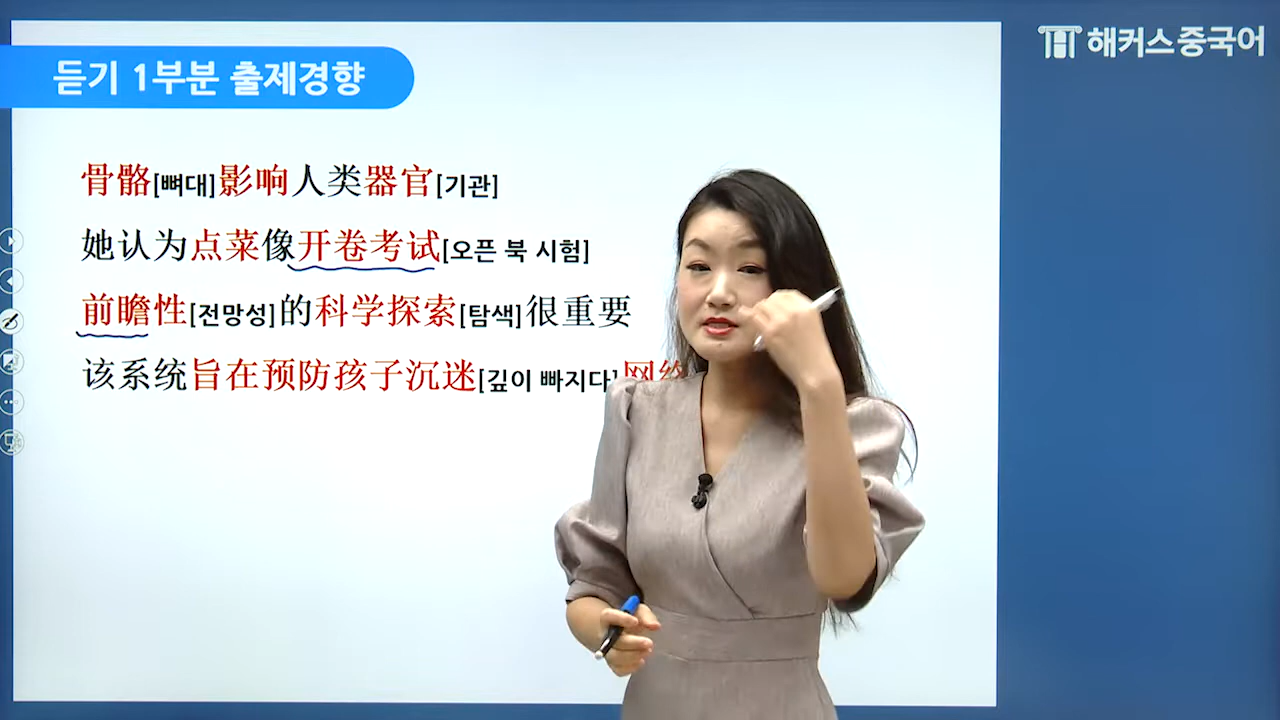 해커스중국어
듣기 1부분 출제경향
骨骼[뼈대]影响人类器官[기관]
她认为点菜像开卷考试[오픈 북 시험]
前瞻性[전망성]的科学探索[탐색]很重要
该系统旨在预防孩子沉迷[깊이 빠지다]网络